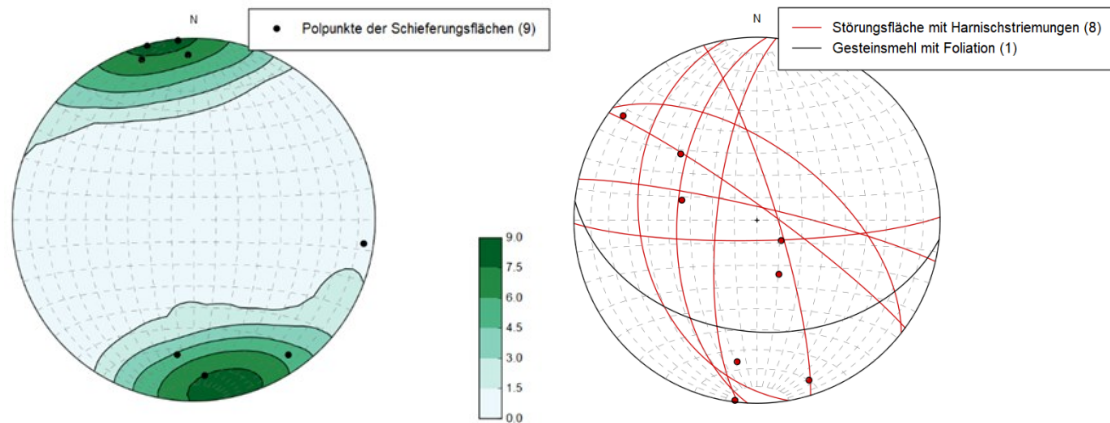 N
Polpunkte der Schieferungsflächen (9)
9.0
7.5
6.0
4.5
3.0
1.5
0.0
N
Störungsfläche mit Harnischstriemungen (8)
Gesteinsmehl mit Foliation (1)